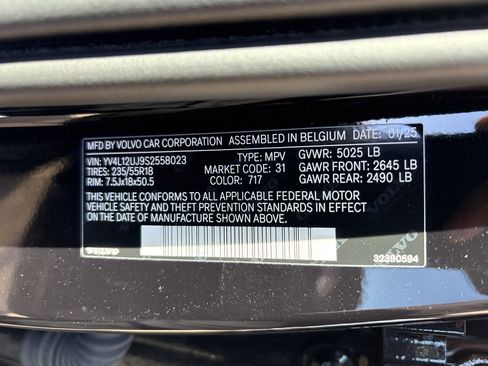 MFG BY VOLVO CAR CORPORATION ASSEMBLED IN BELGIUM DATE: 01/25
VIN: YV4L12UJ9S2558023 TYPE: MPV GVWR: 5025 LB
TIRES: 235/55R18 MARKET CODE: 31 GAWR FRONT: 2645 LB
RIM: 7.5Jx18x50.5 COLOR: 717 GAWR REAR: 2490 LB
THIS VEHICLE CONFORMS TO ALL APPLICABLE FEDERAL MOTOR
VEHICLE SAFETY AND THEFT PREVENTION STANDARDS IN EFFECT
ON THE DATE OF MANUFACTURE SHOWN ABOVE.
VOLVO
32390594